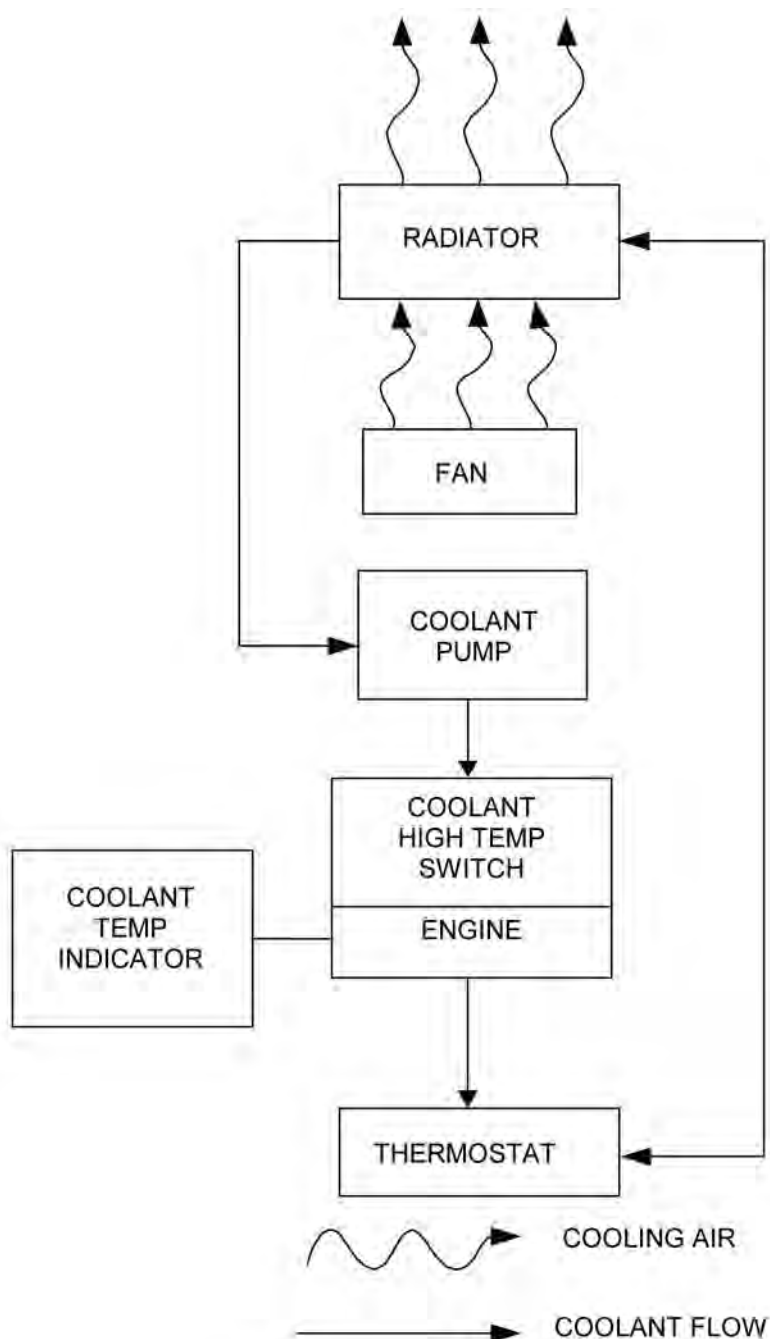 RADIATOR
FAN
COOLANT
PUMP
COOLANT
HIGH TEMP
SWITCH
ENGINE
COOLANT
TEMP
INDICATOR
THERMOSTAT
COOLING AIR
COOLANT FLOW